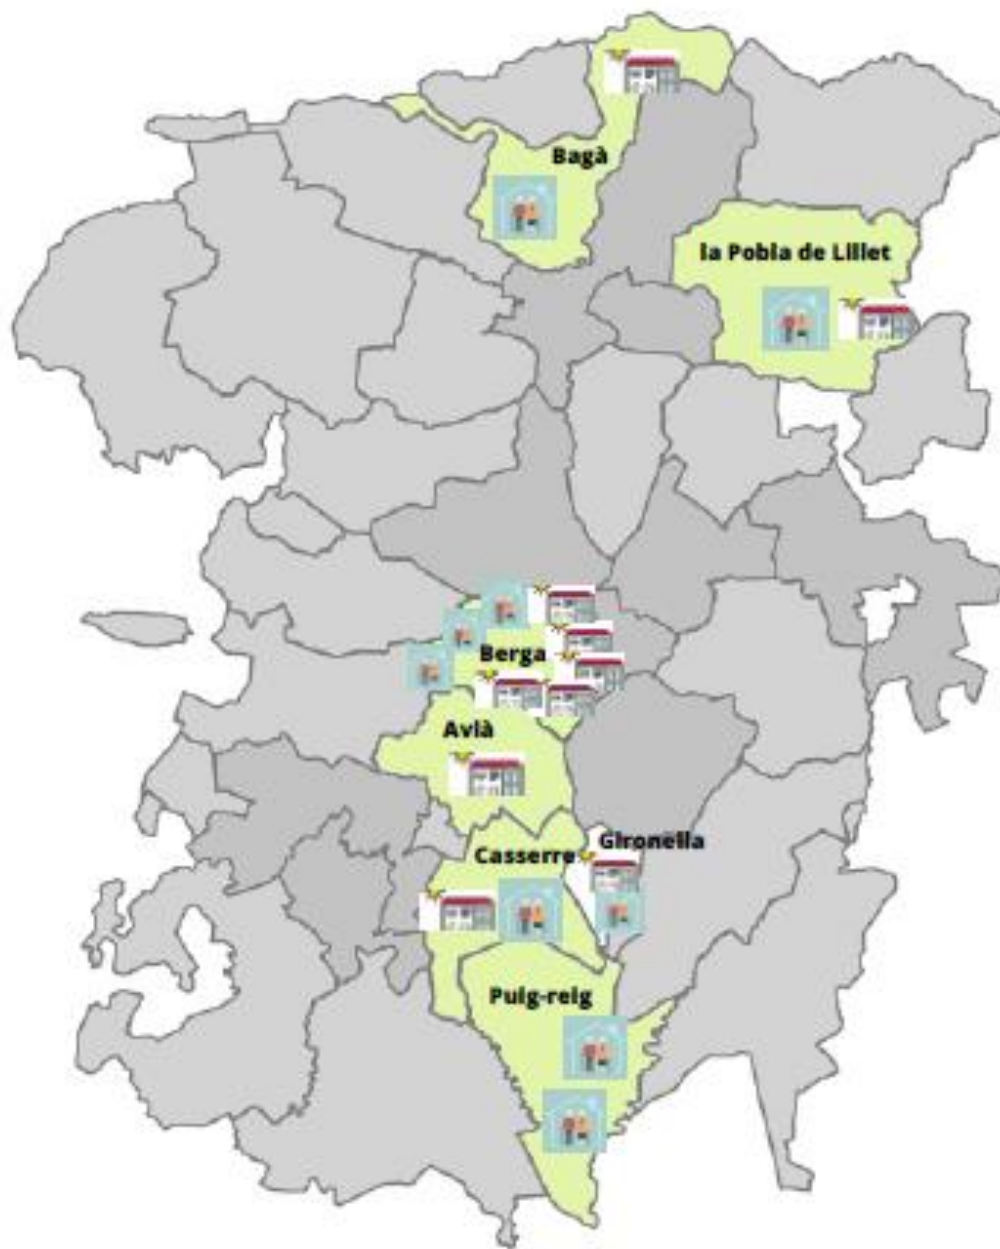 Bagà
la Pobla de Lillet
Berga
Avià
Gironella
Casserre
Puig-reig